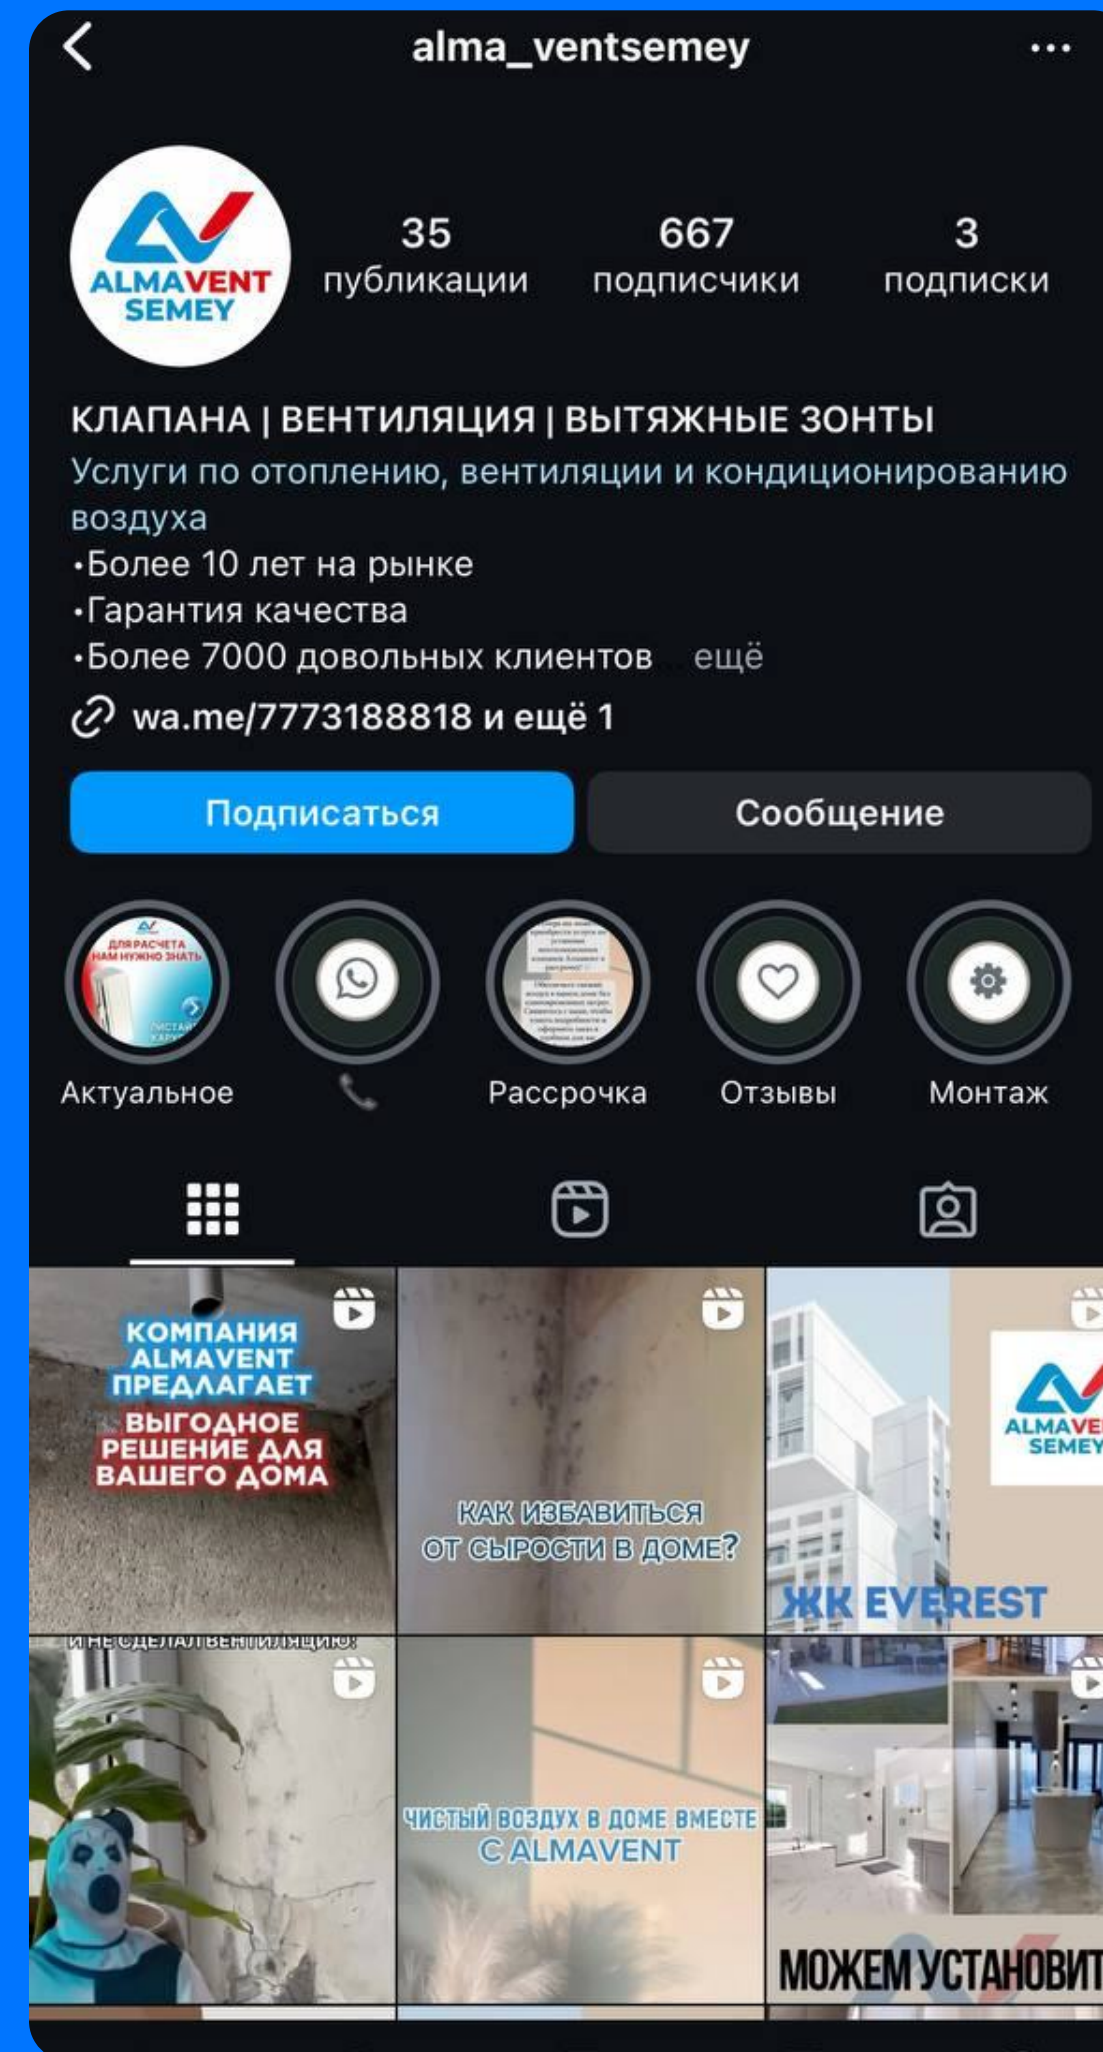 alma_ventsemey
ALMAVENT
SEMEY
35
публикации
667
подписчики
3
подписки
КЛАПАНА | ВЕНТИЛЯЦИЯ | ВЫТЯЖНЫЕ ЗОНТЫ
Услуги по отоплению, вентиляции и кондиционированию
воздуха
•Более 10 лет на рынке
•Гарантия качества
•Более 7000 довольных клиентов... ещё
wa.me/7773188818 и ещё 1
Подписаться
Сообщение
ДЛЯ РАСЧЕТА
НАМ НУЖНО ЗНАТЬ
Актуальное
Рассрочка
Отзывы
Монтаж
КОМПАНИЯ
ALMAVENT
ПРЕДЛАГАЕТ
ВЫГОДНОЕ
РЕШЕНИЕ ДЛЯ
ВАШЕГО ДОМА
КАК ИЗБАВИТЬСЯ
ОТ СЫРОСТИ В ДОМЕ?
ALMAVE
SEMEY
ЖК EVEREST
И НЕ СДЕЛАЛ ВЕНТИЛЯЦИЮ!
ЧИСТЫЙ ВОЗДУХ В ДОМЕ ВМЕСТЕ
С ALMAVENT
МОЖЕМ УСТАНОВИТ